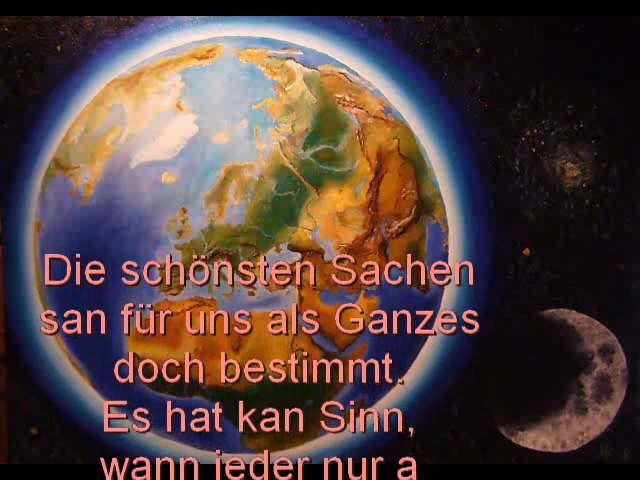 Die schönsten Sachen
san für uns als Ganzes
doch bestimmt.
Es hat kan Sinn,
wann jeder nur a